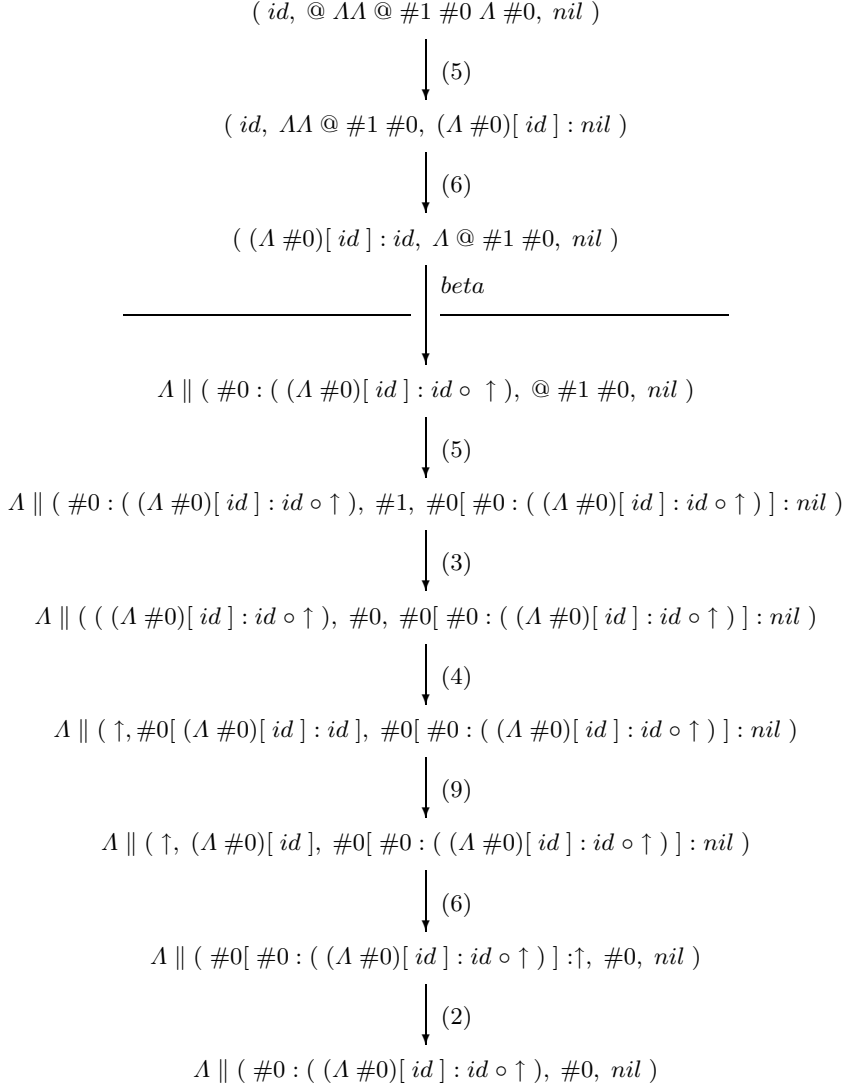 ( id, @ ΛΛ @ #1 #0 Λ #0, nil )
(5)
( id, ΛΛ @ #1 #0, (Λ #0)[ id ] : nil )
(6)
( (Λ #0)[ id ] : id, Λ @ #1 #0, nil )
beta
Λ ∥ ( #0 : ( (Λ #0)[ id ] : id ∘ ↑ ), @ #1 #0, nil )
(5)
Λ ∥ ( #0 : ( (Λ #0)[ id ] : id ∘ ↑ ), #1, #0[ #0 : ( (Λ #0)[ id ] : id ∘ ↑ ) ] : nil )
(3)
Λ ∥ ( ( (Λ #0)[ id ] : id ∘ ↑ ), #0, #0[ #0 : ( (Λ #0)[ id ] : id ∘ ↑ ) ] : nil )
(4)
Λ ∥ ( ↑, #0[ (Λ #0)[ id ] : id ], #0[ #0 : ( (Λ #0)[ id ] : id ∘ ↑ ) ] : nil )
(9)
Λ ∥ ( ↑, (Λ #0)[ id ], #0[ #0 : ( (Λ #0)[ id ] : id ∘ ↑ ) ] : nil )
(6)
Λ ∥ ( #0[ #0 : ( (Λ #0)[ id ] : id ∘ ↑ ) ] :↑, #0, nil )
(2)
Λ ∥ ( #0 : ( (Λ #0)[ id ] : id ∘ ↑ ), #0, nil )